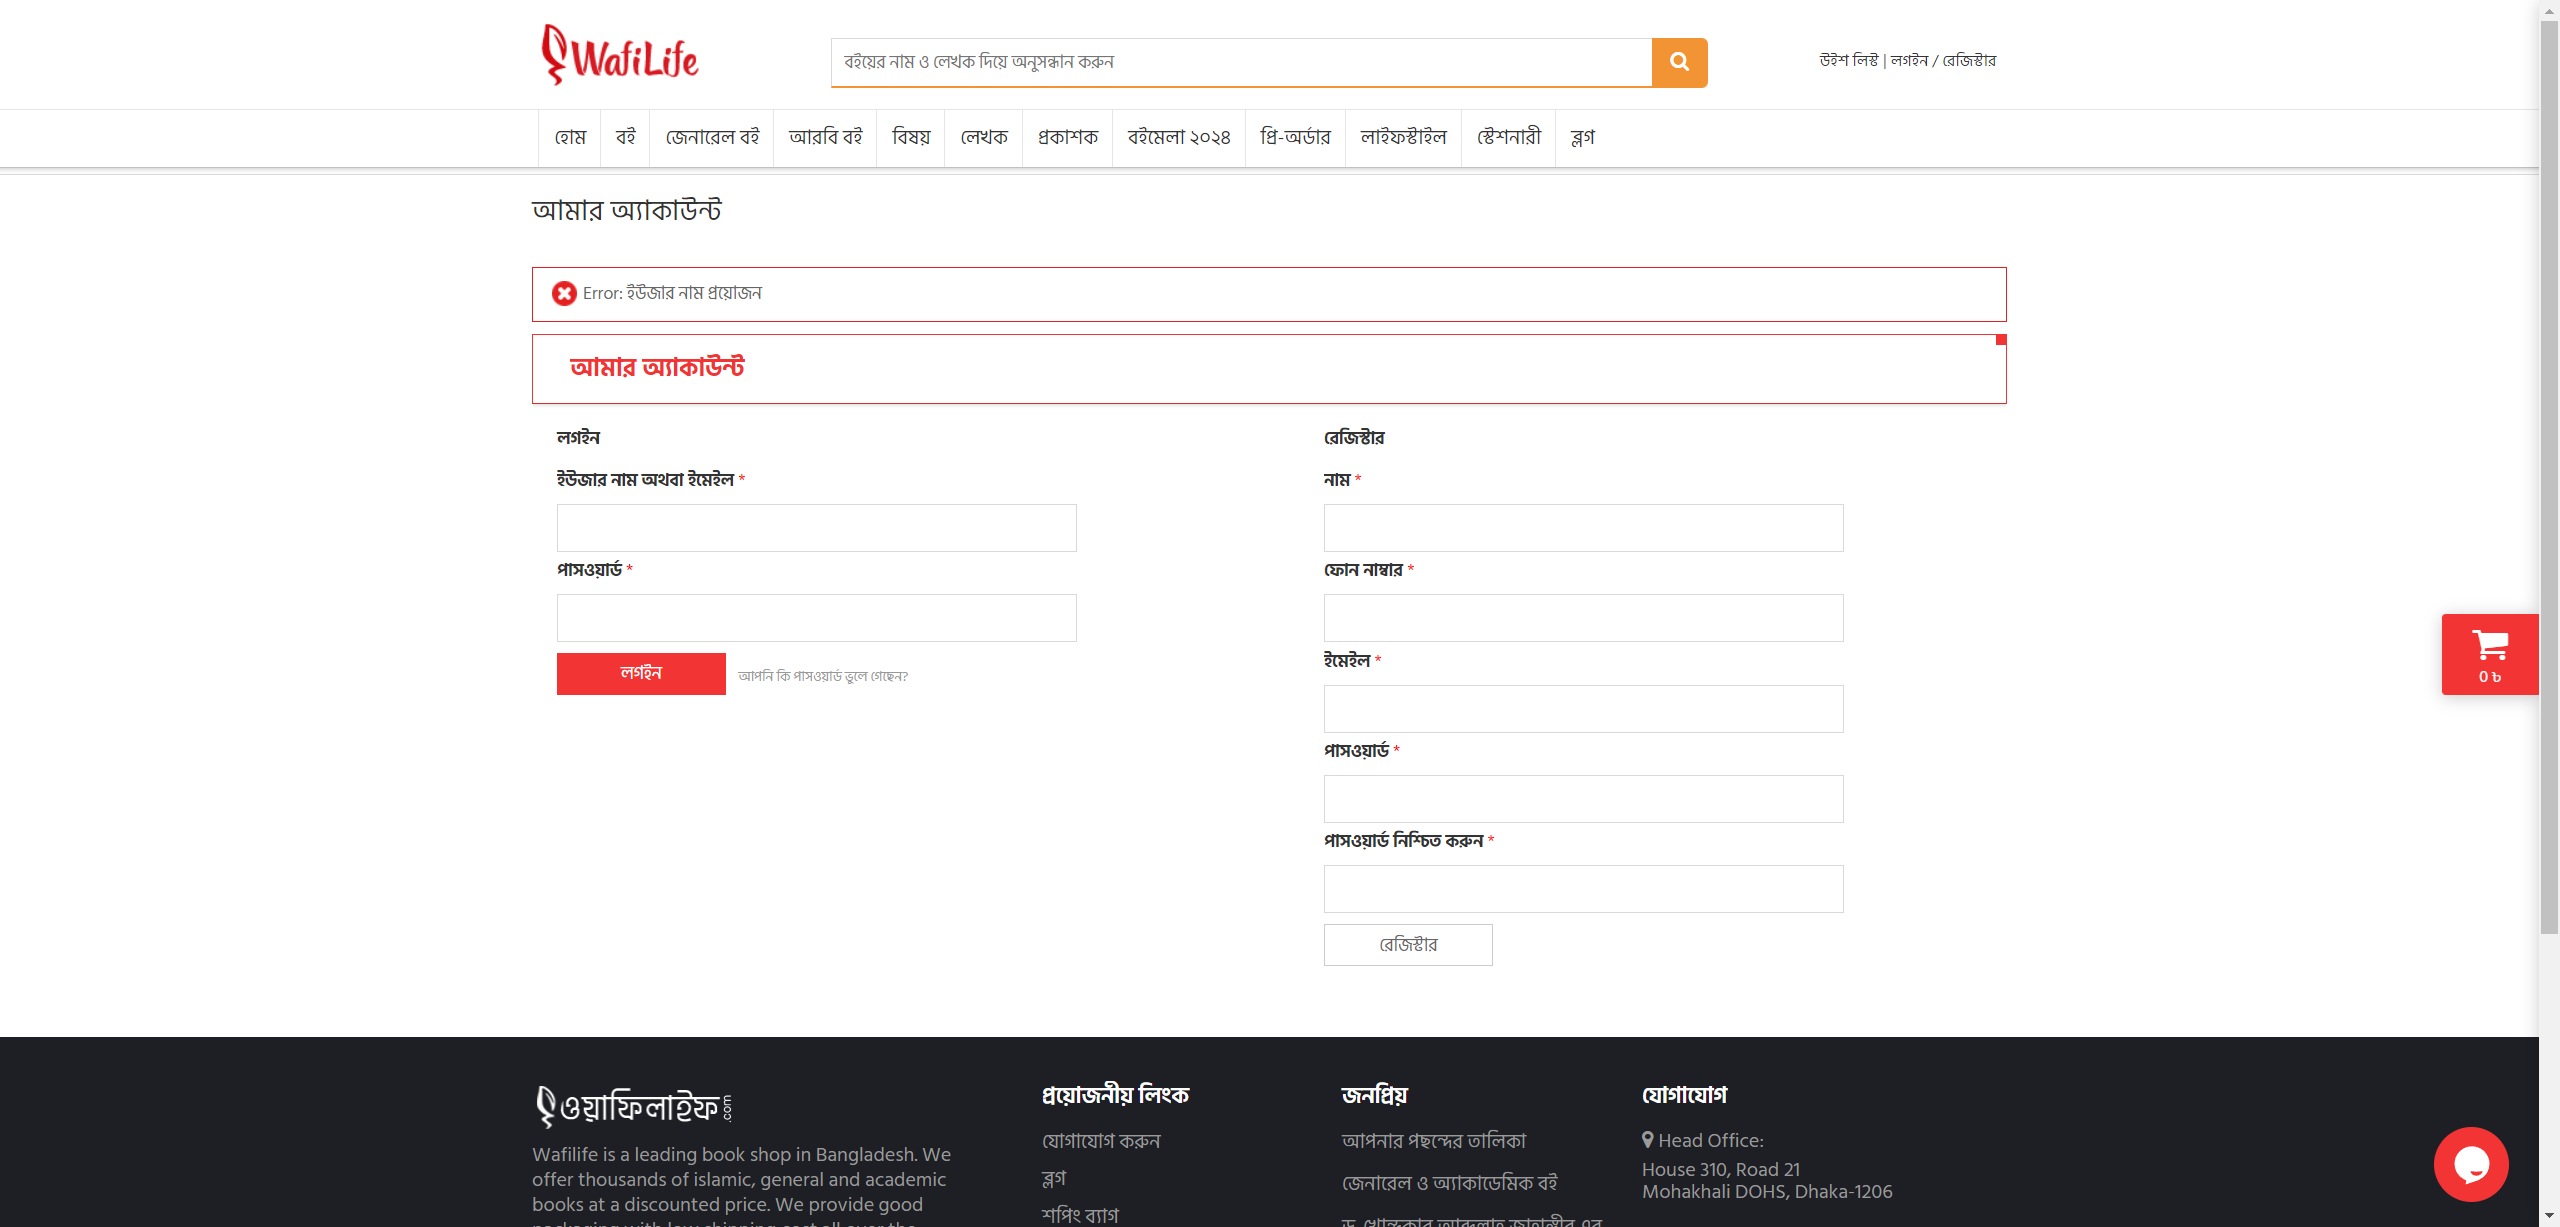 WafiLife
বইয়ের নাম ও লেখক দিয়ে অনুসন্ধান করুন
উইশ লিস্ট | লগইন / রেজিস্টার
হোম
বই
জেনারেল বই
আরবি বই
বিষয়
লেখক
প্রকাশক
বইমেলা ২০২৪
প্রি-অর্ডার
লাইফস্টাইল
স্টেশনারী
ব্লগ
আমার অ্যাকাউন্ট
Error: ইউজার নাম প্রয়োজন
আমার অ্যাকাউন্ট
লগইন
ইউজার নাম অথবা ইমেইল *
পাসওয়ার্ড *
লগইন
আপনি কি পাসওয়ার্ড ভুলে গেছেন?
রেজিস্টার
নাম *
ফোন নাম্বার *
ইমেইল *
পাসওয়ার্ড *
পাসওয়ার্ড নিশ্চিত করুন *
রেজিস্টার
0 ৳
ওয়াফিলাইফ.com
Wafilife is a leading book shop in Bangladesh. We
offer thousands of islamic, general and academic
books at a discounted price. We provide good
প্রয়োজনীয় লিংক
যোগাযোগ করুন
ব্লগ
শপিং ব্যাগ
জনপ্রিয়
আপনার পছন্দের তালিকা
জেনারেল ও অ্যাকাডেমিক বই
যোগাযোগ
Head Office:
House 310, Road 21
Mohakhali DOHS, Dhaka-1206